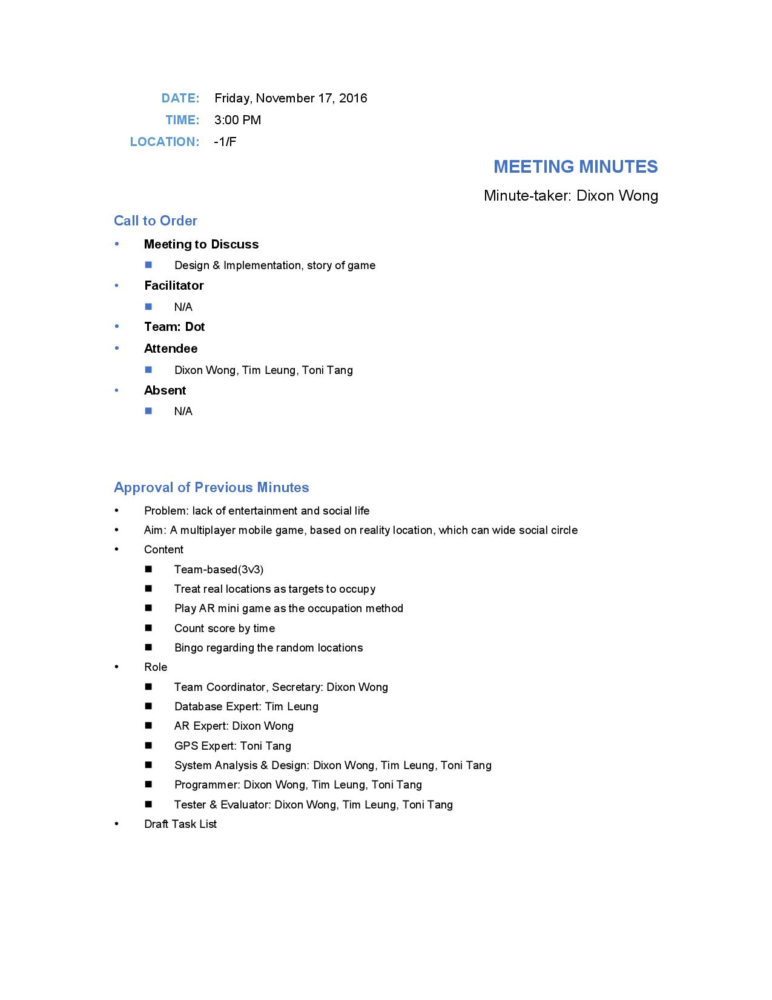 DATE: Friday, November 17, 2016
TIME: 3:00 PM
LOCATION: -1/F
MEETING MINUTES
Minute-taker: Dixon Wong
Call to Order
• Meeting to Discuss
■ Design & Implementation, story of game
• Facilitator
■ N/A
• Team: Dot
• Attendee
■ Dixon Wong, Tim Leung, Toni Tang
• Absent
■ N/A
Approval of Previous Minutes
• Problem: lack of entertainment and social life
• Aim: A multiplayer mobile game, based on reality location, which can wide social circle
• Content
■ Team-based(3v3)
■ Treat real locations as targets to occupy
■ Play AR mini game as the occupation method
■ Count score by time
■ Bingo regarding the random locations
• Role
■ Team Coordinator, Secretary: Dixon Wong
■ Database Expert: Tim Leung
■ AR Expert: Dixon Wong
■ GPS Expert: Toni Tang
■ System Analysis & Design: Dixon Wong, Tim Leung, Toni Tang
■ Programmer: Dixon Wong, Tim Leung, Toni Tang
■ Tester & Evaluator: Dixon Wong, Tim Leung, Toni Tang
• Draft Task List